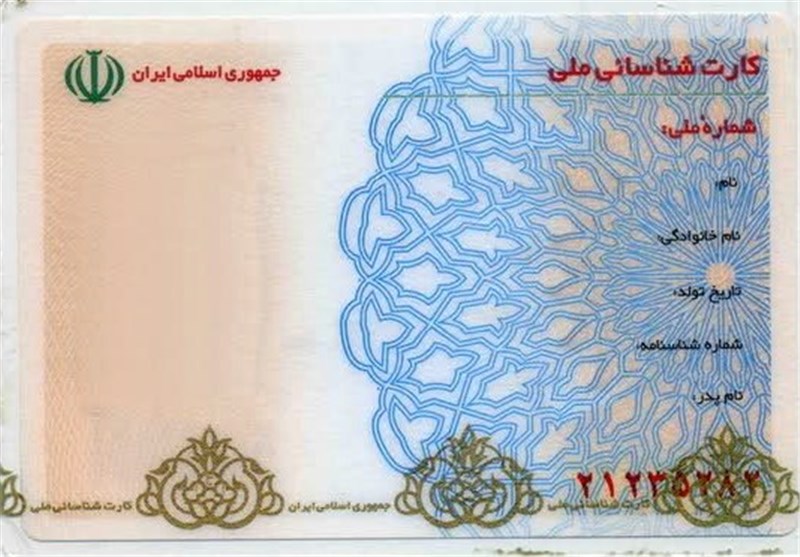 کارت شناسائی ملی
جمهوری اسلامی ایران
شمارهٔ ملی:
نام:
نام خانوادگی:
تاریخ تولد:
شماره شناسنامه:
نام پدر:
۲۱۲۳۵۲۸۲
کارت شناسائی ملی
جمهوری اسلامی ایران
کارت شناسائی ملی